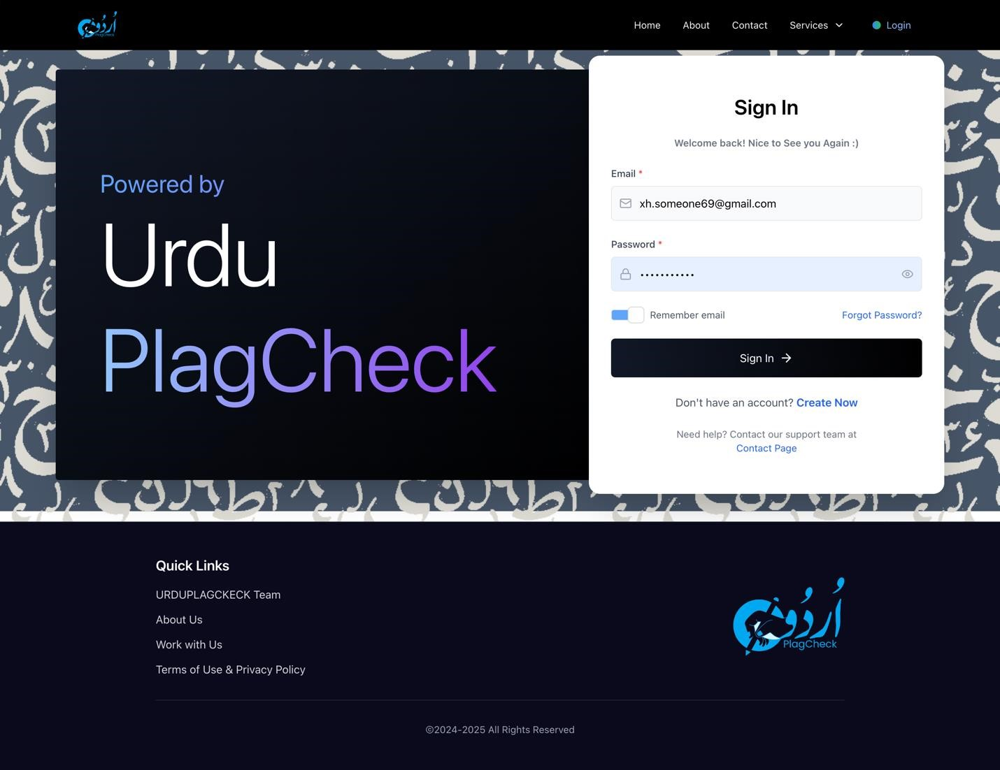 اُردُو
PlagCheck
Home
About
Contact
Services
Login
Powered by
Urdu
PlagCheck
Sign In
Welcome back! Nice to See you Again :)
Email *
xh.someone69@gmail.com
Password *
•••••••••••
Remember email
Forgot Password?
Sign In →
Don't have an account? Create Now
Need help? Contact our support team at
Contact Page
Quick Links
URDUPLAGCKECK Team
About Us
Work with Us
Terms of Use & Privacy Policy
اُردُو
PlagCheck
©2024-2025 All Rights Reserved